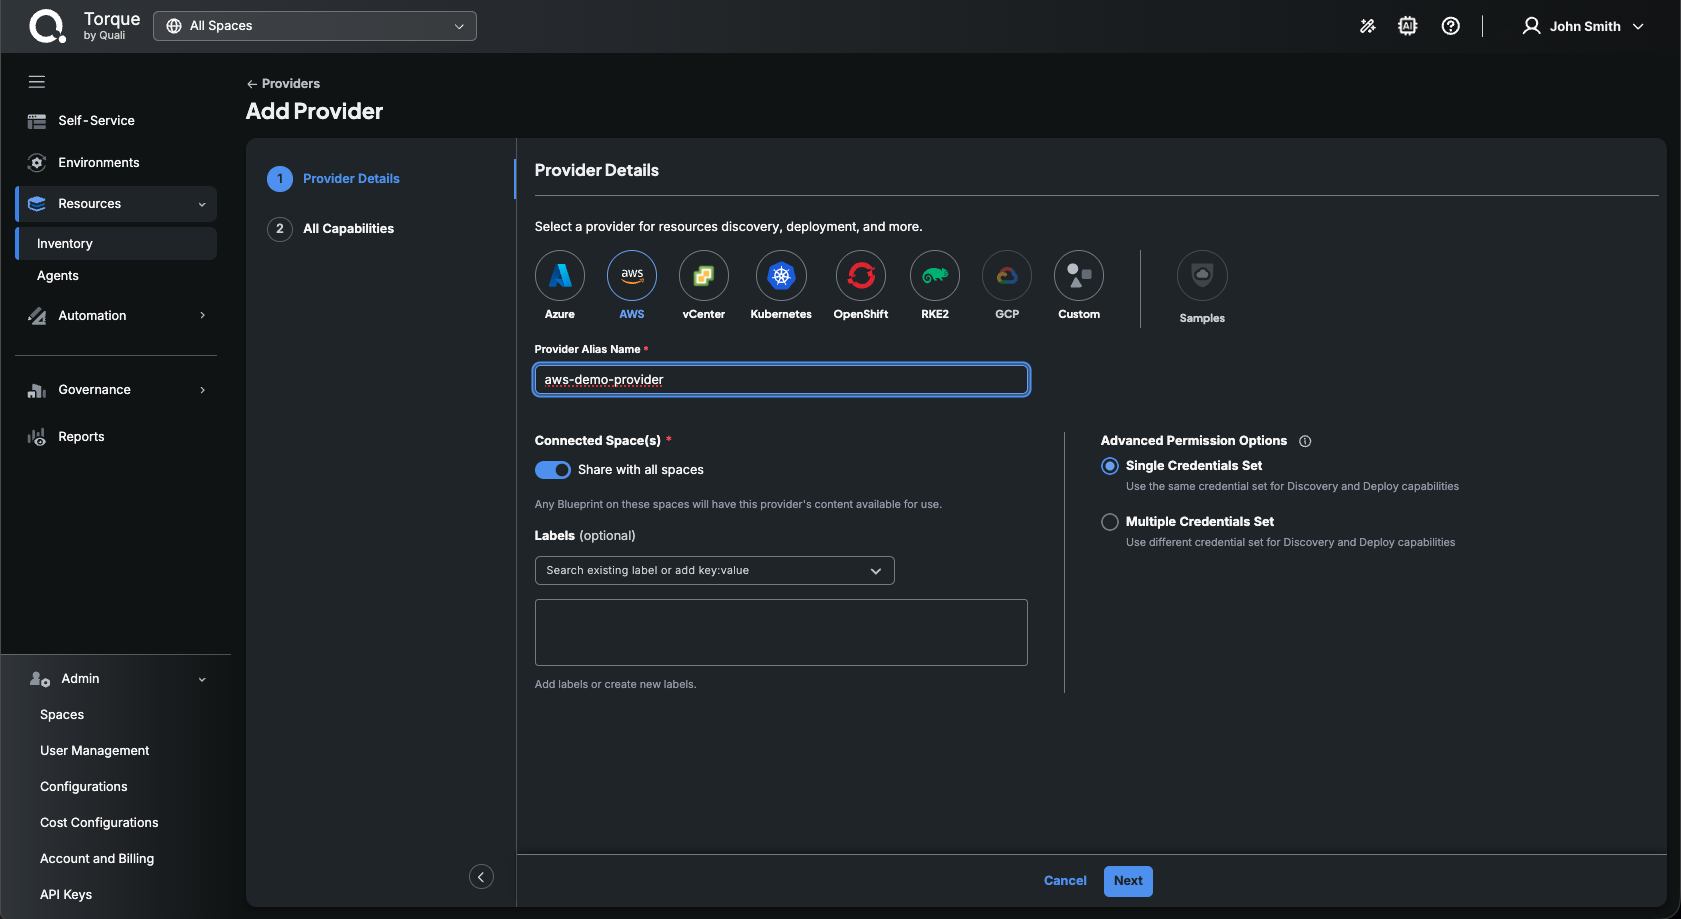 Torque
by Quali
All Spaces
AI
John Smith
Self-Service
Environments
Resources
Inventory
Agents
Automation
Governance
Reports
Admin
Spaces
User Management
Configurations
Cost Configurations
Account and Billing
API Keys
← Providers
Add Provider
1 Provider Details
2 All Capabilities
Provider Details
Select a provider for resources discovery, deployment, and more.
aws
Azure AWS vCenter Kubernetes OpenShift RKE2 GCP Custom Samples
Provider Alias Name *
aws-demo-provider
Connected Space(s) *
Share with all spaces
Any Blueprint on these spaces will have this provider's content available for use.
Labels (optional)
Search existing label or add key:value
Add labels or create new labels.
Advanced Permission Options
Single Credentials Set
Use the same credential set for Discovery and Deploy capabilities
Multiple Credentials Set
Use different credential set for Discovery and Deploy capabilities
Cancel Next